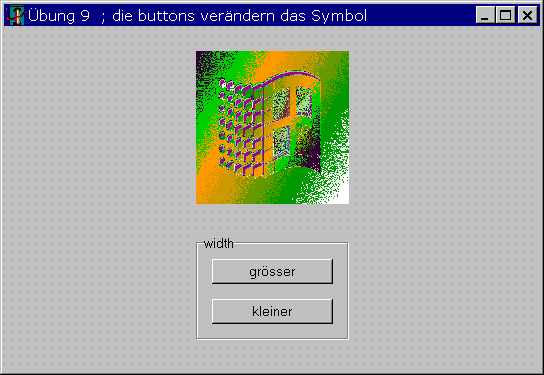 Übung 9  ; die buttons verändern das Symbol
width
grösser
kleiner